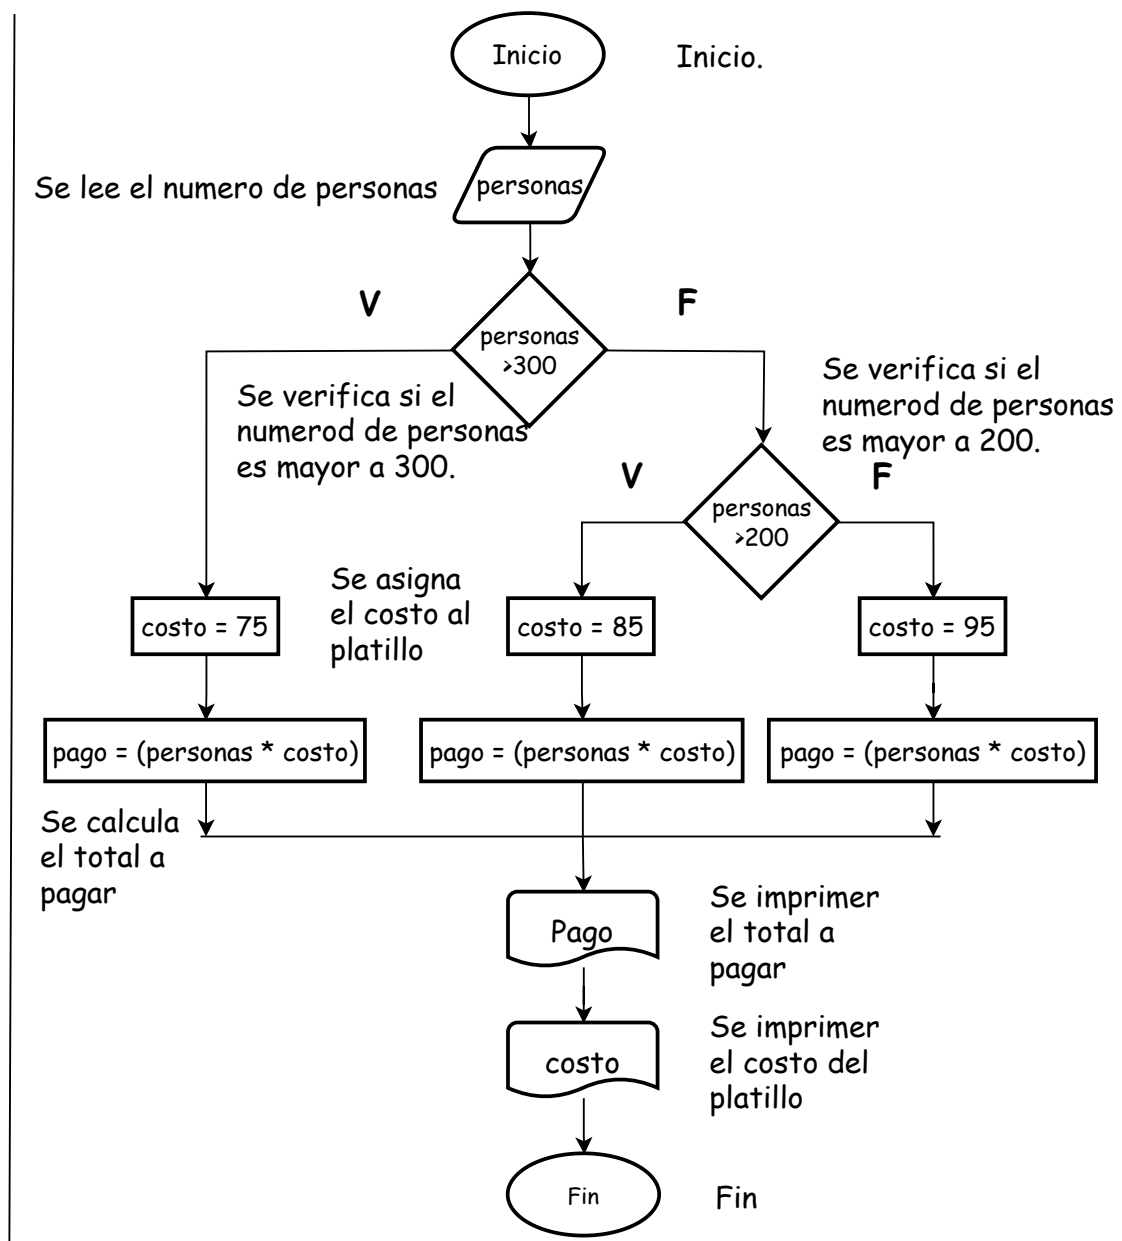 Inicio
Inicio.
Se lee el numero de personas
personas
V
F
personas
>300
Se verifica si el
numerod de personas
es mayor a 300.
Se verifica si el
numerod de personas
es mayor a 200.
V
F
personas
>200
Se asigna
el costo al
platillo
costo = 75
costo = 85
costo = 95
pago = (personas * costo)
pago = (personas * costo)
pago = (personas * costo)
Se calcula
el total a
pagar
Pago
Se imprimer
el total a
pagar
costo
Se imprimer
el costo del
platillo
Fin
Fin